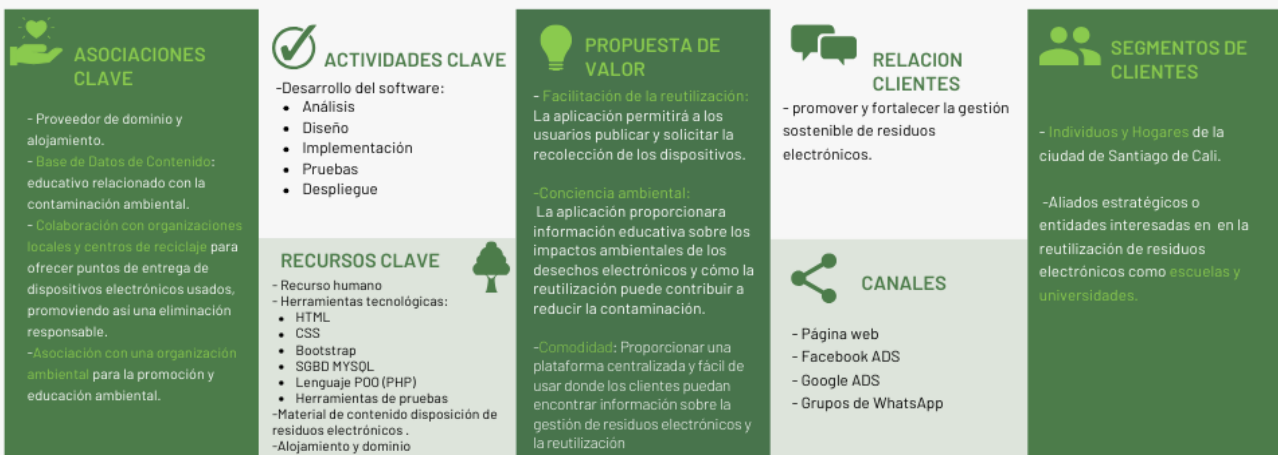 ASOCIACIONES
CLAVE
- Proveedor de dominio y
alojamiento.
- Base de Datos de Contenido:
educativo relacionado con la
contaminación ambiental.
- Colaboración con organizaciones
locales y centros de reciclaje para
ofrecer puntos de entrega de
dispositivos electrónicos usados,
promoviendo así una eliminación
responsable.
-Asociación con una organización
ambiental para la promoción y
educación ambiental.
ACTIVIDADES CLAVE
-Desarrollo del software:
• Análisis
• Diseño
• Implementación
• Pruebas
• Despliegue
RECURSOS CLAVE
- Recurso humano
- Herramientas tecnológicas:
• HTML
• CSS
• Bootstrap
• SGBD MYSQL
• Lenguaje POO (PHP)
• Herramientas de pruebas
-Material de contenido disposición de
residuos electrónicos .
-Alojamiento y dominio
PROPUESTA DE
VALOR
- Facilitación de la reutilización:
La aplicación permitirá a los
usuarios publicar y solicitar la
recolección de los dispositivos.
-Conciencia ambiental:
La aplicación proporcionara
información educativa sobre los
impactos ambientales de los
desechos electrónicos y cómo la
reutilización puede contribuir a
reducir la contaminación.
-Comodidad: Proporcionar una
plataforma centralizada y fácil de
usar donde los clientes puedan
encontrar información sobre la
gestión de residuos electrónicos y
la reutilización
RELACION
CLIENTES
- promover y fortalecer la gestión
sostenible de residuos
electrónicos.
CANALES
- Página web
- Facebook ADS
- Google ADS
- Grupos de WhatsApp
SEGMENTOS DE
CLIENTES
- Individuos y Hogares de la
ciudad de Santiago de Cali.
-Aliados estratégicos o
entidades interesadas en en la
reutilización de residuos
electrónicos como escuelas y
universidades.